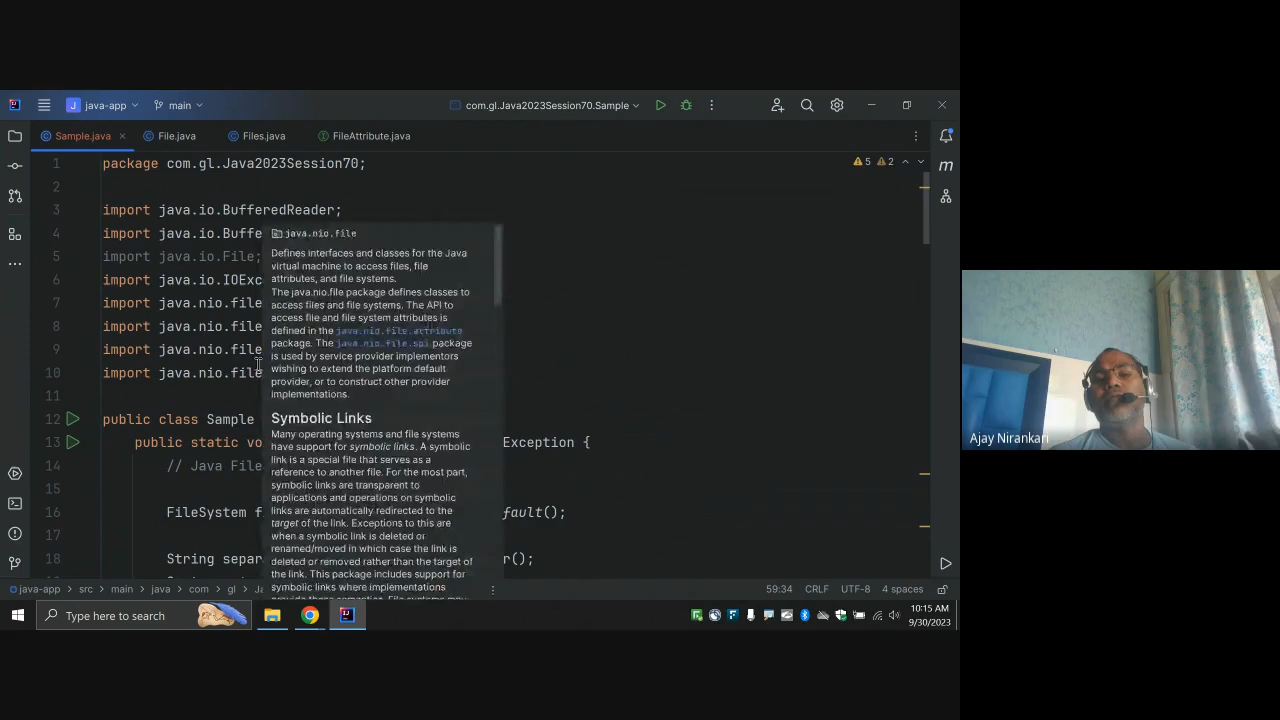 java-app
main
com.gl.Java2023Session70.Sample
Sample.java
File.java
Files.java
FileAttribute.java
5
2
1 package com.gl.Java2023Session70;
2
3 import java.io.BufferedReader;
4 import java.io.Buffe
5 import java.io.File;
6 import java.io.IOExc
7 import java.nio.file
8 import java.nio.file
9 import java.nio.file
10 import java.nio.file
11
12 public class Sample
13 public static vo Exception {
14 // Java File
15
16 FileSystem f fault();
17
18 String separ r();
java.nio.file
Defines interfaces and classes for the Java
virtual machine to access files, file
attributes, and file systems.
The java.nio.file package defines classes to
access files and file systems. The API to
access file and file system attributes is
defined in the java.nio.file.attribute
package. The java.nio.file.spi package
is used by service provider implementors
wishing to extend the platform default
provider, or to construct other provider
implementations.
Symbolic Links
Many operating systems and file systems
have support for symbolic links. A symbolic
link is a special file that serves as a
reference to another file. For the most part,
symbolic links are transparent to
applications and operations on symbolic
links are automatically redirected to the
target of the link. Exceptions to this are
when a symbolic link is deleted or
renamed/moved in which case the link is
deleted or removed rather than the target of
the link. This package includes support for
symbolic links where implementations
java-app > src > main > java > com > gl > Ja
59:34 CRLF UTF-8 4 spaces
Type here to search
10:15 AM
9/30/2023
Ajay Nirankari